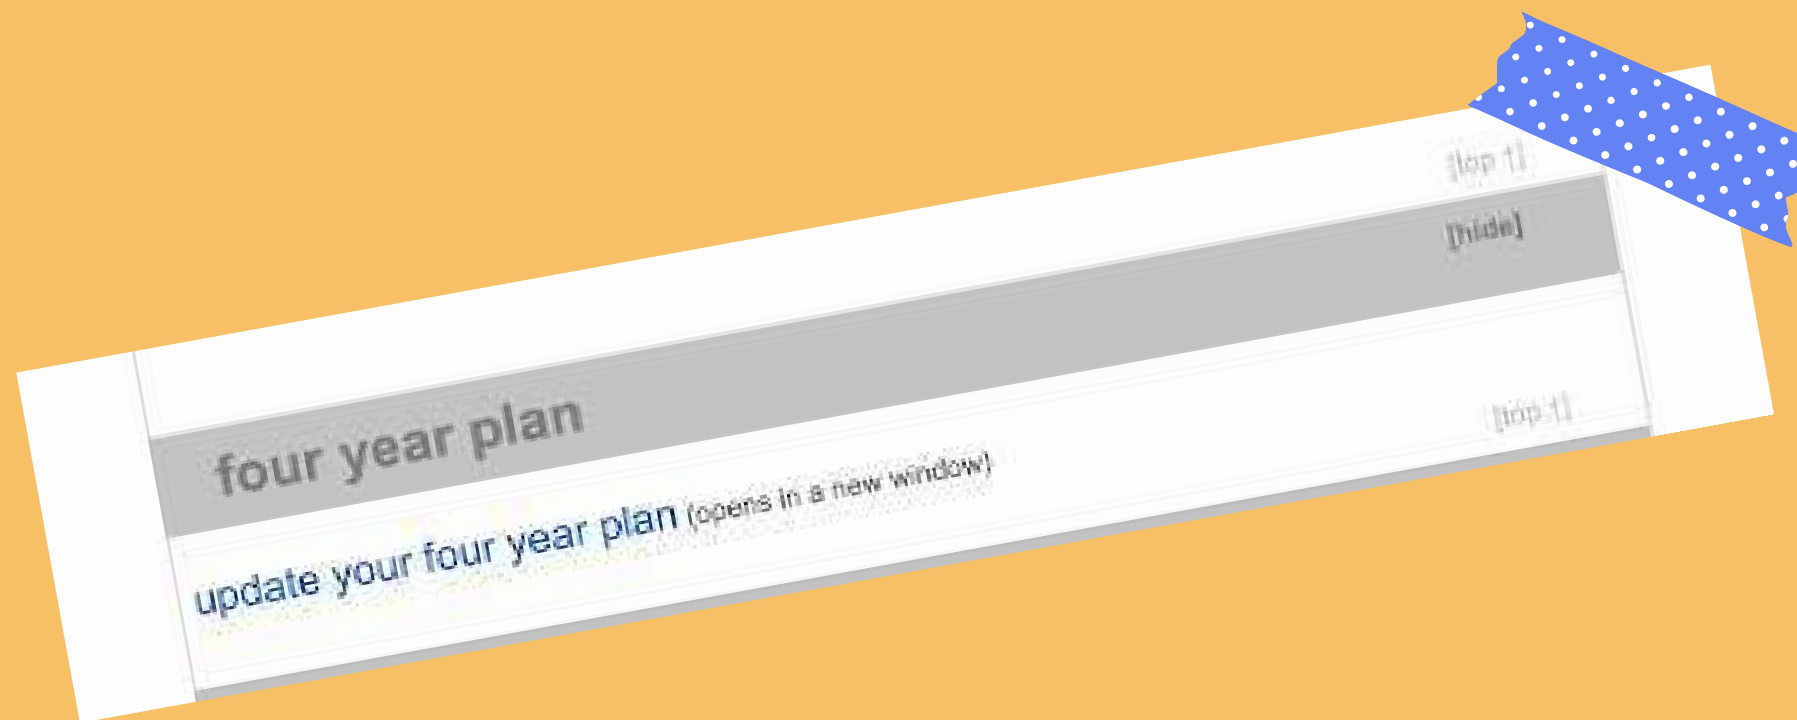 [top ↑]
[hide]
four year plan
update your four year plan (opens in a new window)
[top ↑]